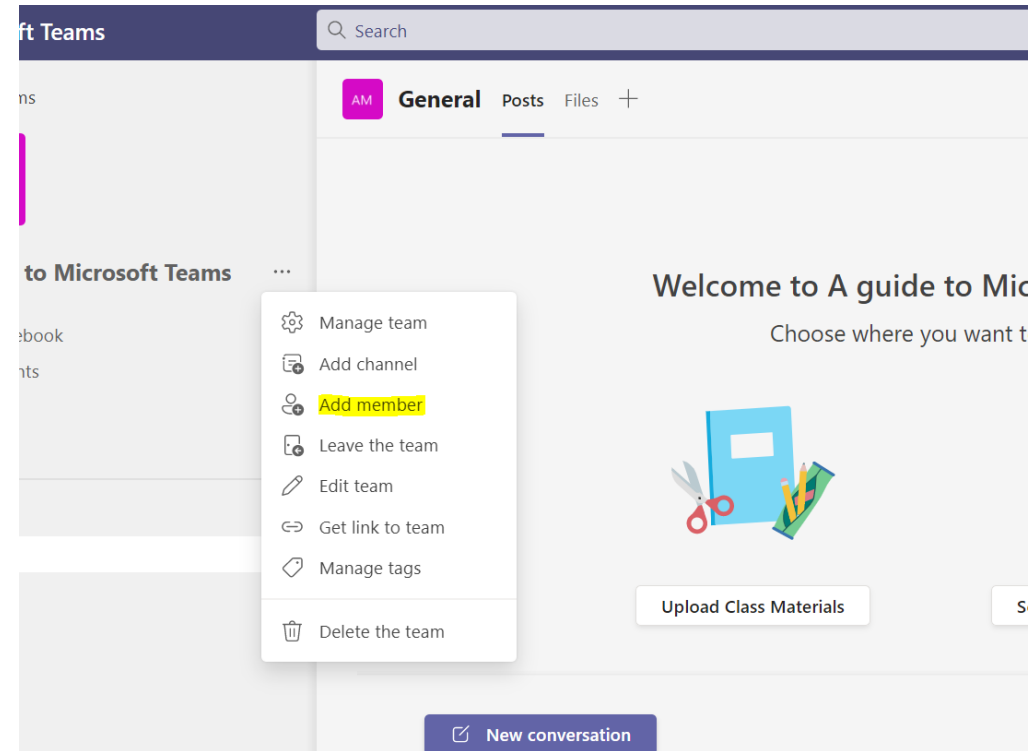 ft Teams
Search
ns
AM General Posts Files
to Microsoft Teams ...
Welcome to A guide to Mic
Choose where you want t
ebook
nts
Manage team
Add channel
Add member
Leave the team
Edit team
Get link to team
Manage tags
Delete the team
Upload Class Materials
S
New conversation